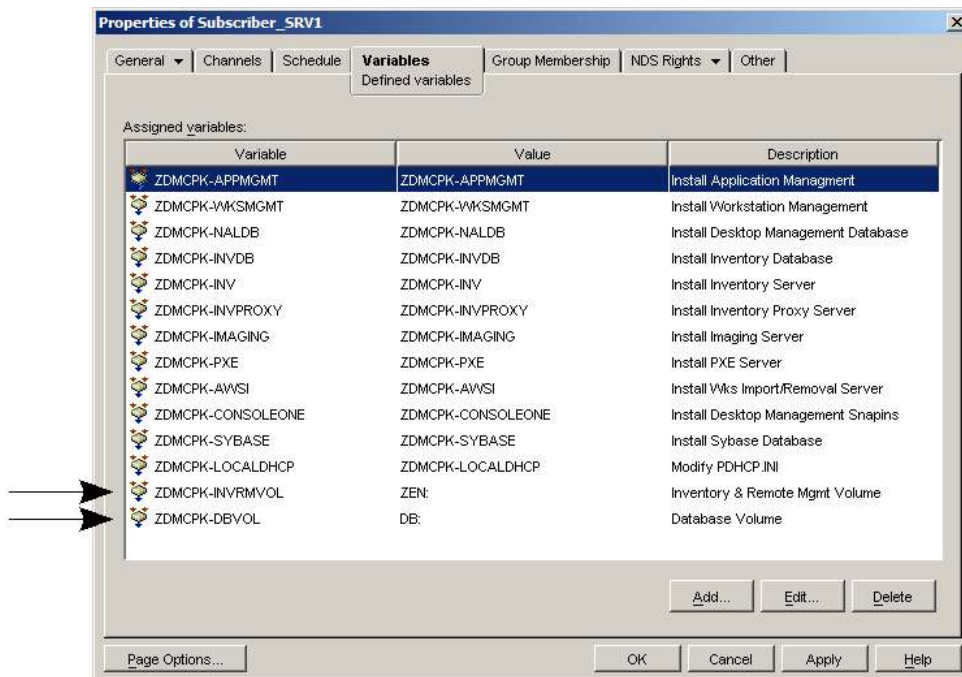 Properties of Subscriber_SRV1
General Channels Schedule Variables Group Membership NDS Rights Other
Defined variables
Assigned variables:
Variable Value Description
ZDMCPK-APPMGMT ZDMCPK-APPMGMT Install Application Managment
ZDMCPK-WKSMGMT ZDMCPK-WKSMGMT Install Workstation Management
ZDMCPK-NALDB ZDMCPK-NALDB Install Desktop Management Database
ZDMCPK-INVDB ZDMCPK-INVDB Install Inventory Database
ZDMCPK-INV ZDMCPK-INV Install Inventory Server
ZDMCPK-INVPROXY ZDMCPK-INVPROXY Install Inventory Proxy Server
ZDMCPK-IMAGING ZDMCPK-IMAGING Install Imaging Server
ZDMCPK-PXE ZDMCPK-PXE Install PXE Server
ZDMCPK-AWSI ZDMCPK-AWSI Install Wks Import/Removal Server
ZDMCPK-CONSOLEONE ZDMCPK-CONSOLEONE Install Desktop Management Snapins
ZDMCPK-SYBASE ZDMCPK-SYBASE Install Sybase Database
ZDMCPK-LOCALDHCP ZDMCPK-LOCALDHCP Modify PDHCP.INI
ZDMCPK-INVRMVOL ZEN: Inventory & Remote Mgmt Volume
ZDMCPK-DBVOL DB: Database Volume
Add... Edit... Delete
Page Options... OK Cancel Apply Help